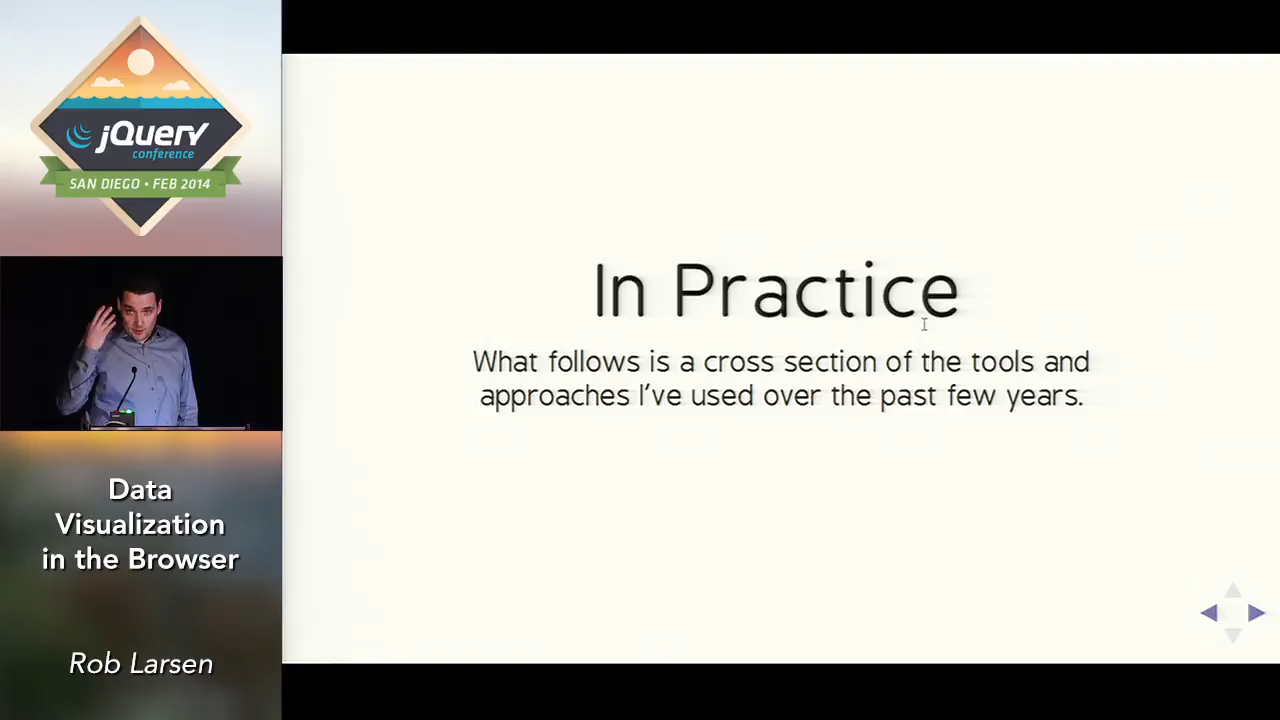 jQuery
conference
SAN DIEGO • FEB 2014
Data
Visualization
in the Browser
Rob Larsen
In Practice
What follows is a cross section of the tools and
approaches I've used over the past few years.